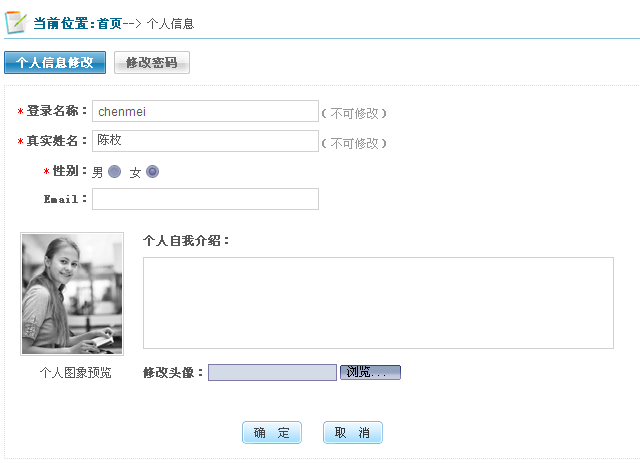 当前位置:首页--> 个人信息
个人信息修改 修改密码
* 登录名称： chenmei （不可修改）
* 真实姓名： 陈枚 （不可修改）
* 性别： 男 女
Email：
个人自我介绍：
个人图象预览 修改头像： 浏览...
确 定 取 消